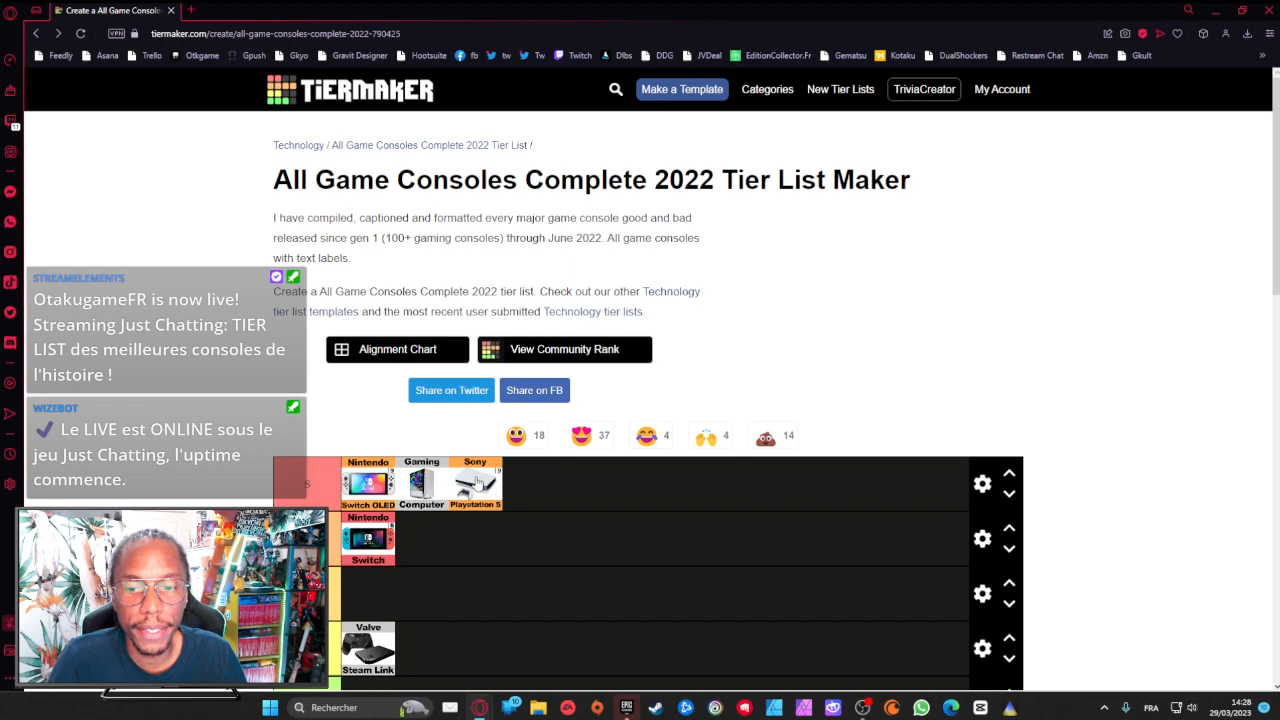 Create a All Game Console
VPN
tiermaker.com/create/all-games-consoles-complete-2022-790425
Feedly
Asana
Trello
Otkgame
Gpush
Gkyo
Gravit Designer
Hootsuite
fb
tw
Tw
Twitch
Dlbs
DDG
JVDeal
EditionCollector.Fr
Gematsu
Kotaku
DualShockers
Restream Chat
Amzn
Gkult
TIERMAKER
Make a Template
Categories
New Tier Lists
TriviaCreator
My Account
Technology / All Game Consoles Complete 2022 Tier List /
All Game Consoles Complete 2022 Tier List Maker
I have compiled, captioned and formatted every major game console good and bad
released since gen 1 (100+ gaming consoles) through June 2022. All game consoles
with text labels.
Create a All Game Consoles Complete 2022 tier list. Check out our other Technology
tier list templates and the most recent user submitted Technology tier lists.
Alignment Chart
View Community Rank
Share on Twitter
Share on FB
18
37
4
4
14
STREAMELEMENTS
OtakugameFR is now live!
Streaming Just Chatting: TIER
LIST des meilleures consoles de
l'histoire !
WIZEBOT
Le LIVE est ONLINE sous le
jeu Just Chatting, l'uptime
commence.
11
S
Nintendo
9
Switch OLED
Gaming
Computer
Sony
9
Playstation 5
Nintendo
8
Switch
Valve
Steam Link
Rechercher
10
EPIC
FRA
14:28
29/03/2023